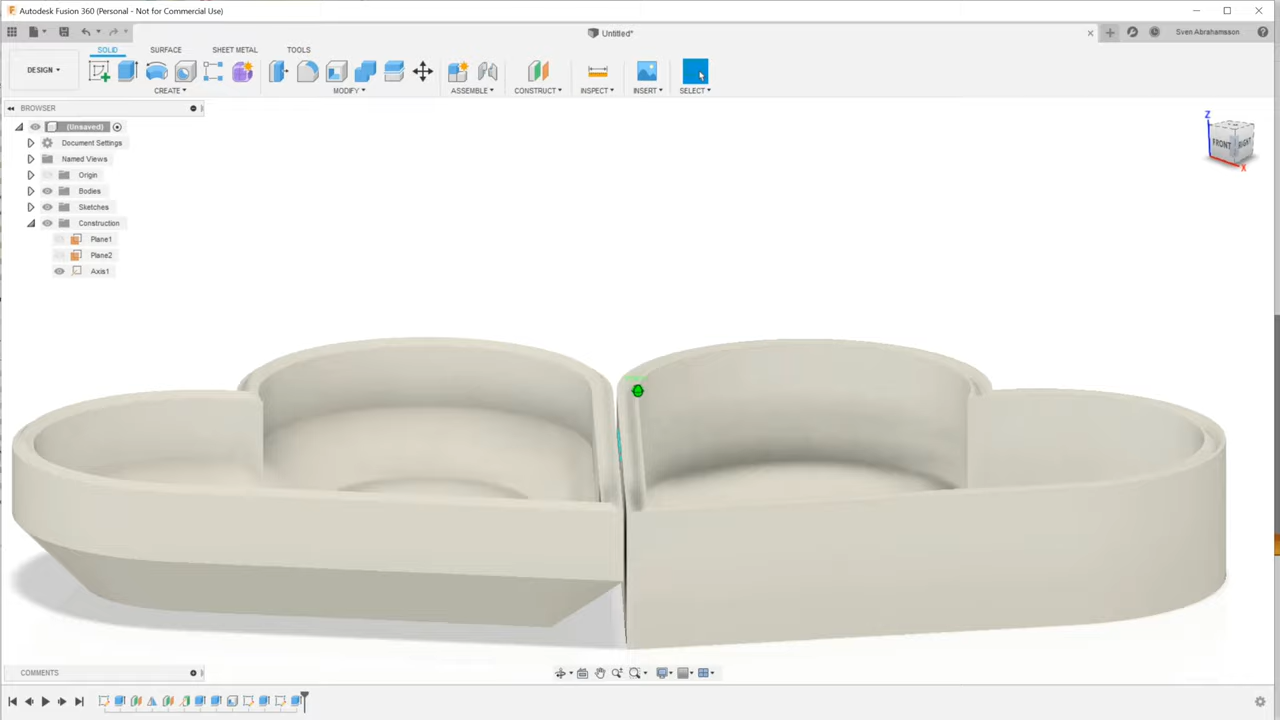 Autodesk Fusion 360 (Personal - Not for Commercial Use)
Untitled*
Sven Abrahamsson
SOLID SURFACE SHEET METAL TOOLS
DESIGN
CREATE MODIFY ASSEMBLE CONSTRUCT INSPECT INSERT SELECT
BROWSER
(Unsaved)
Document Settings
Named Views
Origin
Bodies
Sketches
Construction
Plane1
Plane2
Axis1
Z
FRONT RIGHT
X
COMMENTS